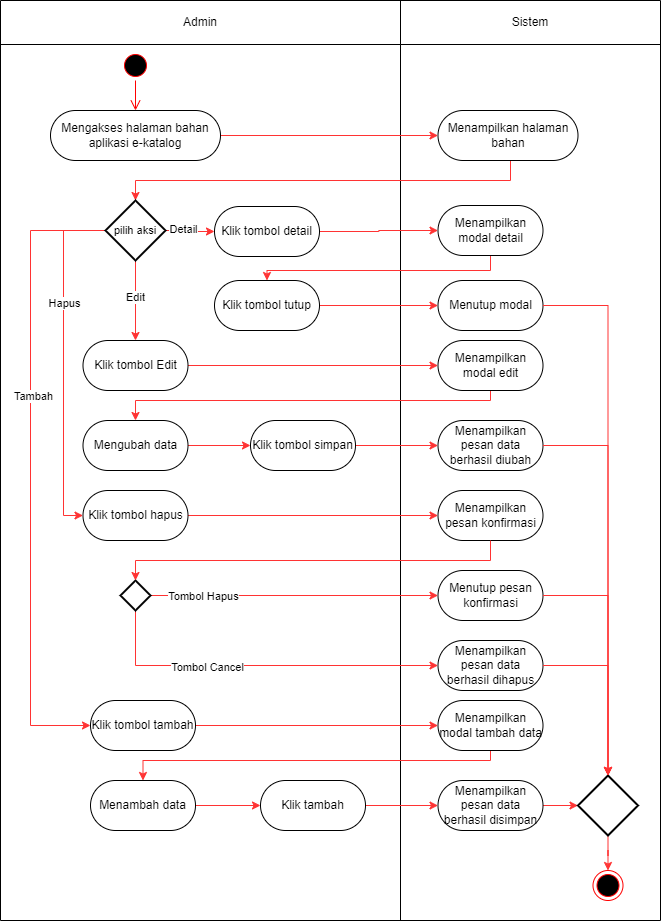 Admin
Sistem
Mengakses halaman bahan
aplikasi e-katalog
Menampilkan halaman
bahan
pilih aksi
Detail
Klik tombol detail
Menampilkan
modal detail
Hapus
Edit
Klik tombol tutup
Menutup modal
Klik tombol Edit
Menampilkan
modal edit
Tambah
Mengubah data
Klik tombol simpan
Menampilkan
pesan data
berhasil diubah
Klik tombol hapus
Menampilkan
pesan konfirmasi
Tombol Hapus
Menutup pesan
konfirmasi
Tombol Cancel
Menampilkan
pesan data
berhasil dihapus
Klik tombol tambah
Menampilkan
modal tambah data
Menambah data
Klik tambah
Menampilkan
pesan data
berhasil disimpan